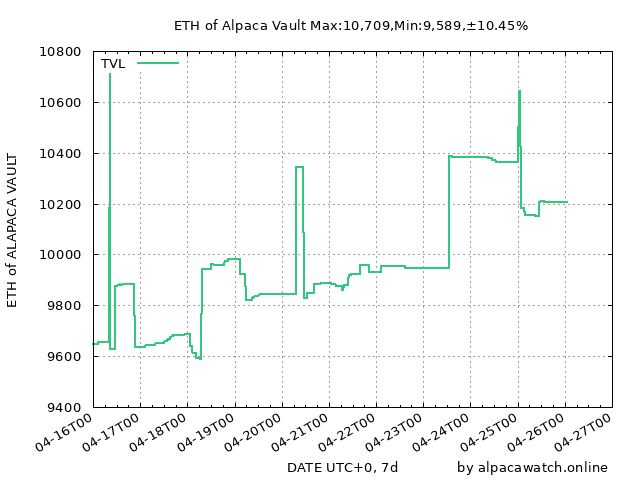 ETH of Alpaca Vault Max:10,709,Min:9,589,±10.45%
TVL
ETH of ALAPACA VAULT
10800
10600
10400
10200
10000
9800
9600
9400
04-16T00
04-17T00
04-18T00
04-19T00
04-20T00
04-21T00
04-22T00
04-23T00
04-24T00
04-25T00
04-26T00
04-27T00
DATE UTC+0, 7d
by alpacawatch.online